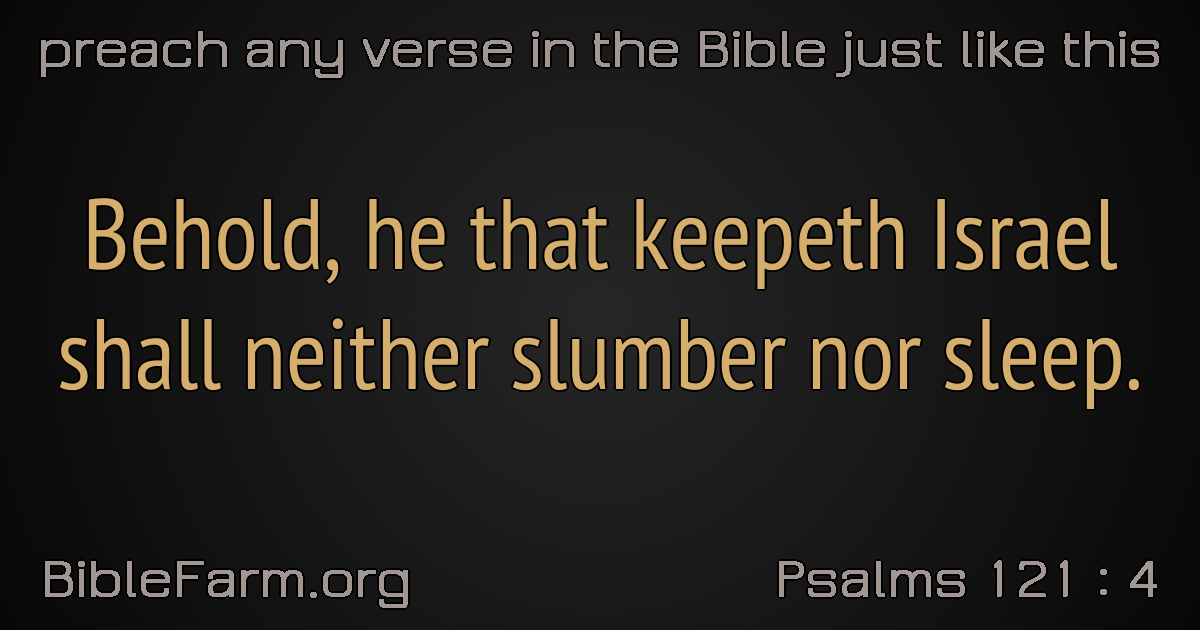 preach any verse in the Bible just like this
Behold, he that keepeth Israel
shall neither slumber nor sleep.
BibleFarm.org
Psalms 121 : 4